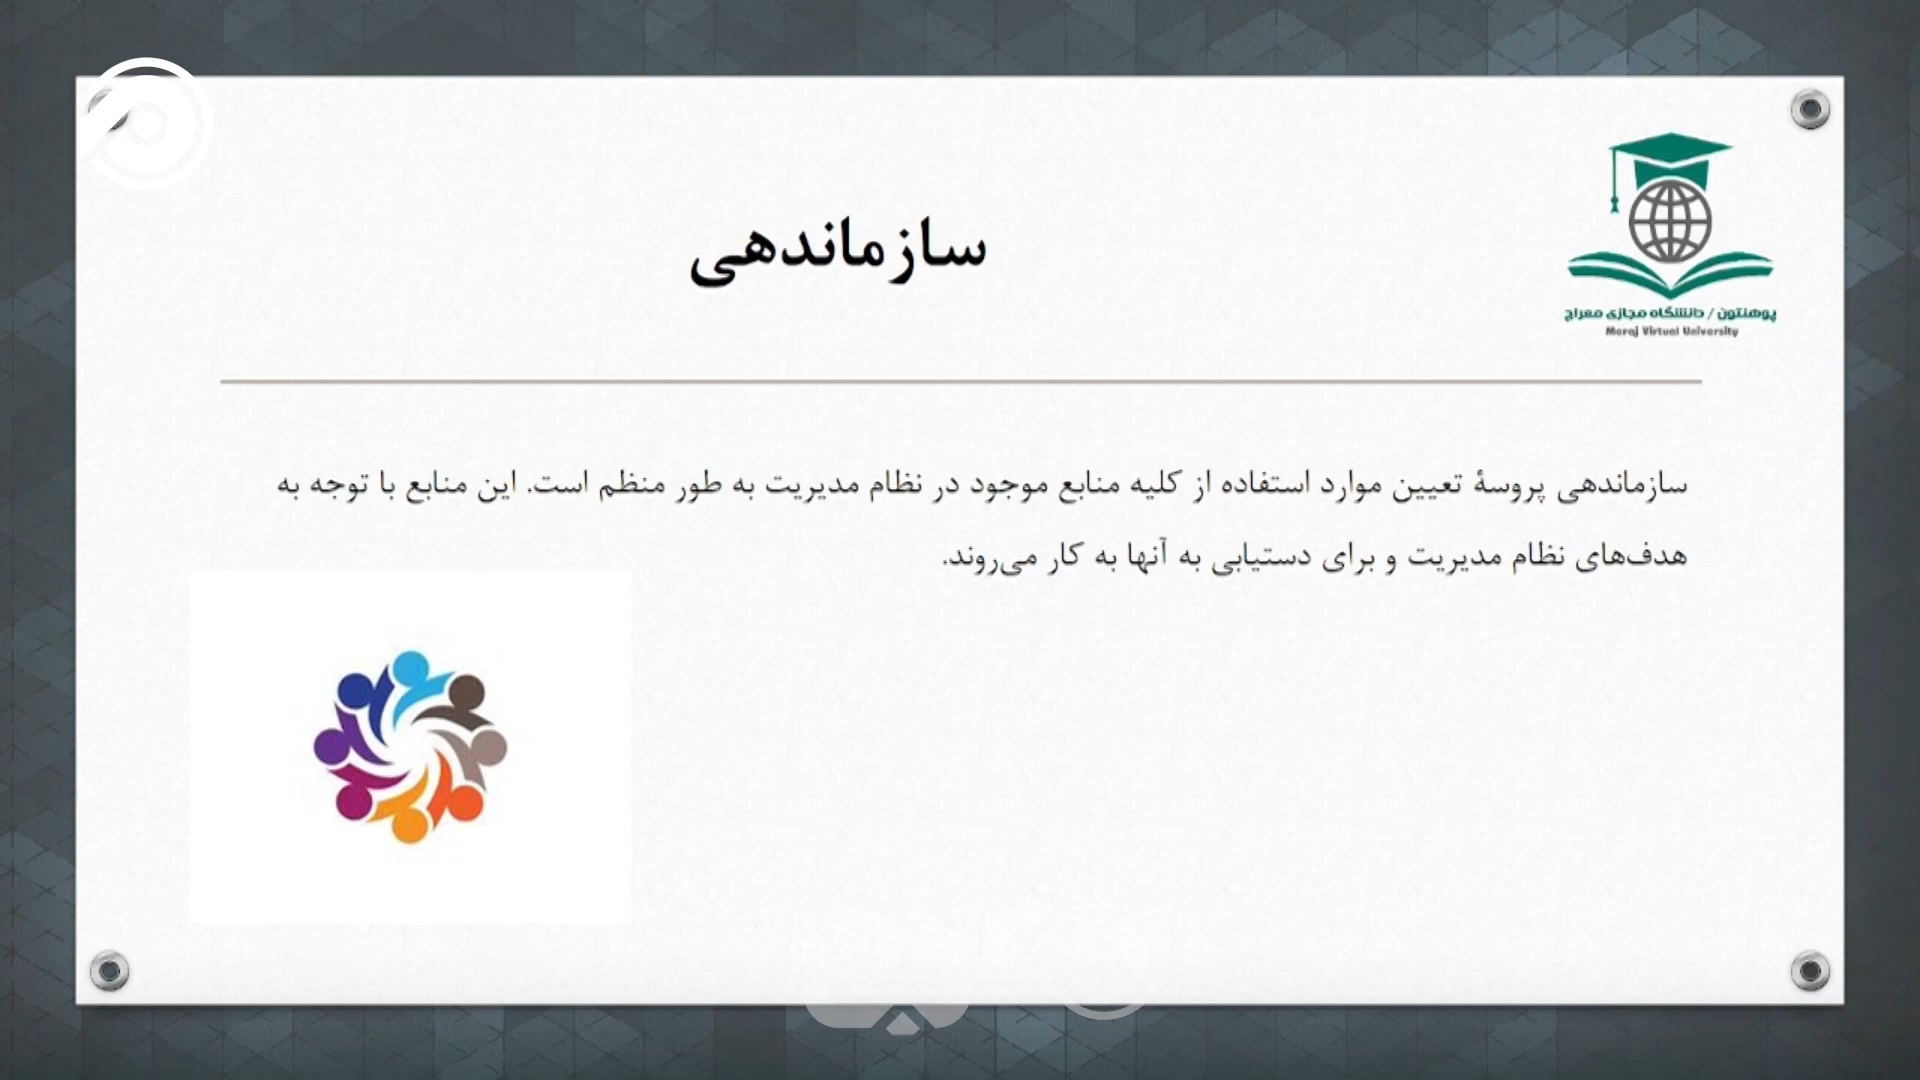 سازماندهی
پوهنتون / دانشگاه مجازی معراج
Meraj Virtual University
سازماندهی پروسهٔ تعیین موارد استفاده از کلیه منابع موجود در نظام مدیریت به طور منظم است. این منابع با توجه به
هدف‌های نظام مدیریت و برای دستیابی به آنها به کار می‌روند.